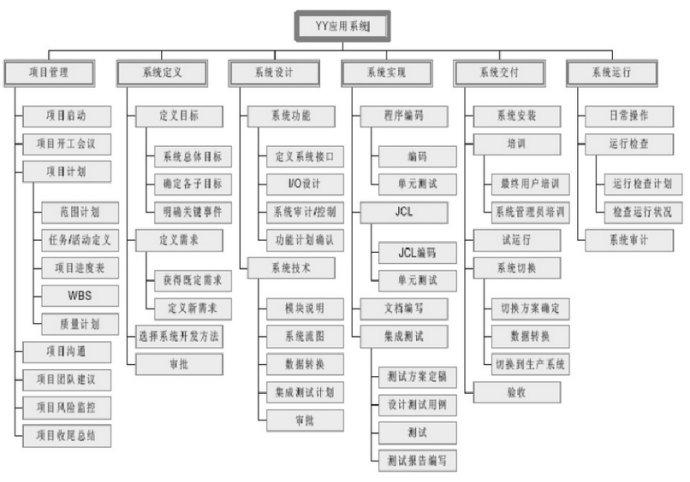 YY应用系统
项目管理
项目启动
项目开工会议
项目计划
范围计划
任务/活动定义
项目进度表
WBS
质量计划
项目沟通
项目团队建议
项目风险监控
项目收尾总结
系统定义
定义目标
系统总体目标
确定各子目标
明确关键事件
定义需求
获得既定需求
定义新需求
选择系统开发方法
审批
系统设计
系统功能
定义系统接口
I/O设计
系统审计/控制
功能计划确认
系统技术
模块说明
系统流图
数据转换
集成测试计划
审批
系统实现
程序编码
编码
单元测试
JCL
JCL编码
单元测试
文档编写
集成测试
测试方案定稿
设计测试用例
测试
测试报告编写
系统交付
系统安装
培训
最终用户培训
系统管理员培训
试运行
系统切换
切换方案确定
数据转换
切换到生产系统
验收
系统运行
日常操作
运行检查
运行检查计划
检查运行状况
系统审计